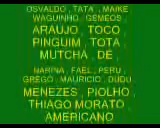 OSVALDO, TATA, MAIKE
WAGUINHO, GEMEOS
ARAUJO, TOCO
PINGUIM, TOTA
MUTCHA, DÉ
MARINA, FAEL, PERU
GREGO, MAURICIO, DUDU
MENEZES, PIOLHO,
THIAGO MORATO,
AMERICANO